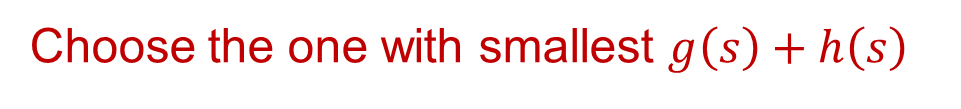 Choose the one with smallest g(s) + h(s)